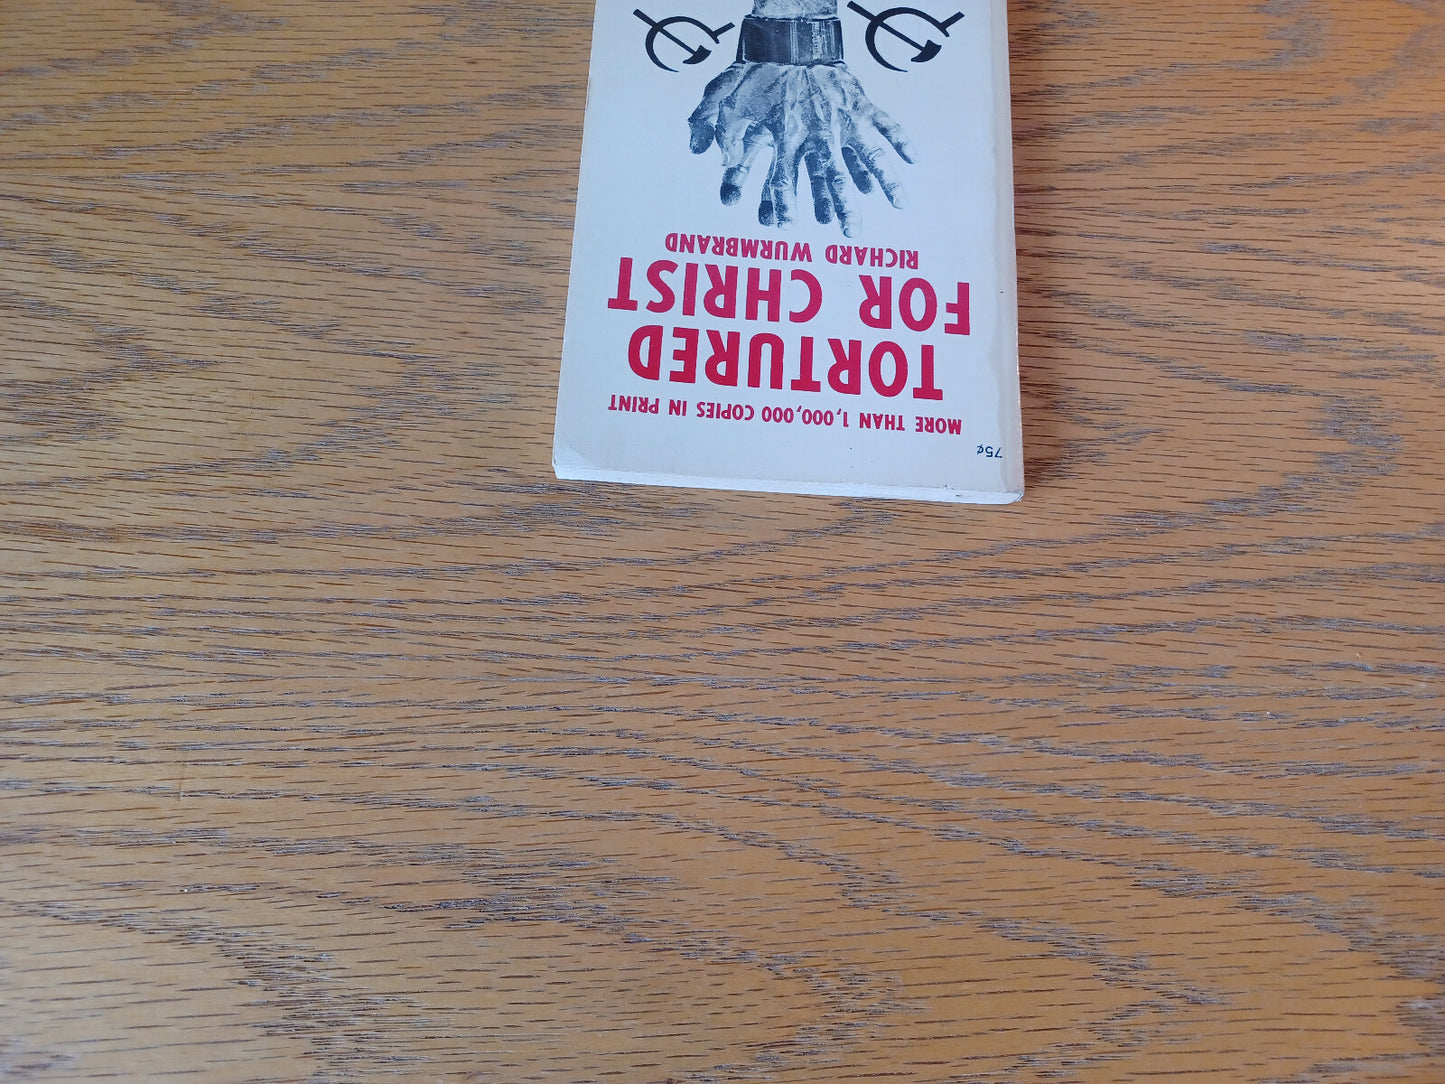 75¢
MORE THAN 1,000,000 COPIES IN PRINT
TORTURED
FOR CHRIST
RICHARD WURMBRAND